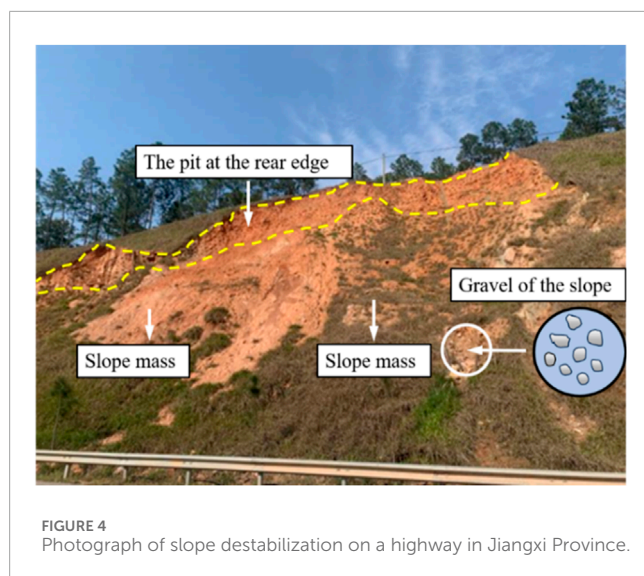 The pit at the rear edge
Gravel of the slope
Slope mass
Slope mass
FIGURE 4
Photograph of slope destabilization on a highway in Jiangxi Province.